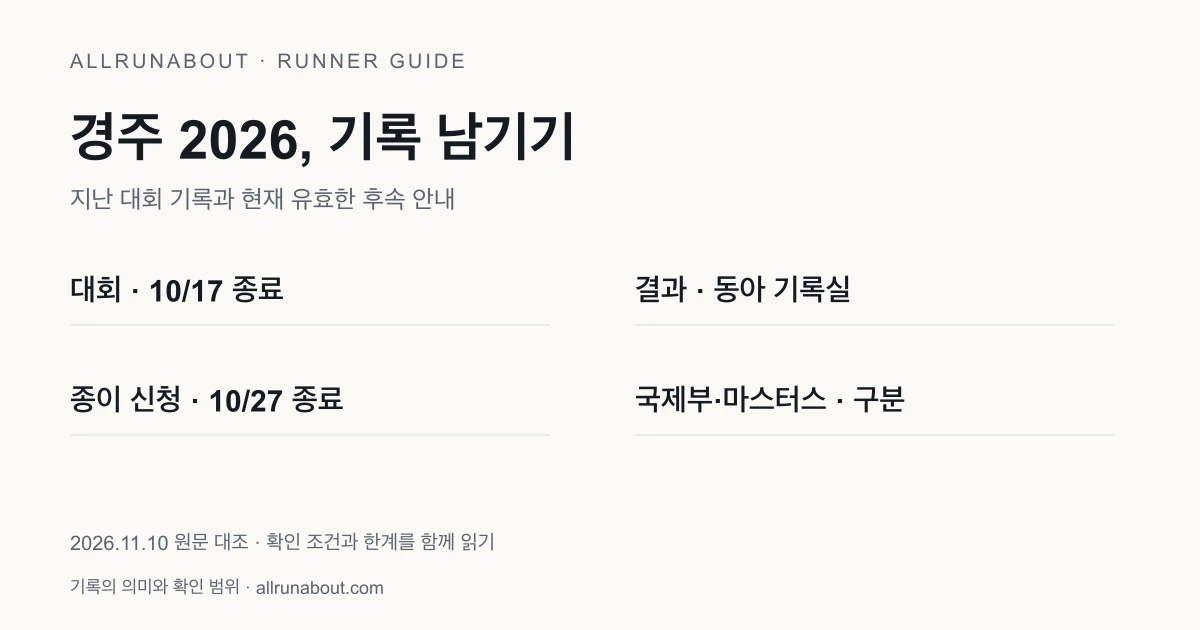 ALLRUNABOUT · RUNNER GUIDE
경주 2026, 기록 남기기
지난 대회 기록과 현재 유효한 후속 안내
대회 · 10/17 종료
결과 · 동아 기록실
종이 신청 · 10/27 종료
국제부·마스터스 · 구분
2026.11.10 원문 대조 · 확인 조건과 한계를 함께 읽기
기록의 의미와 확인 범위 · allrunabout.com